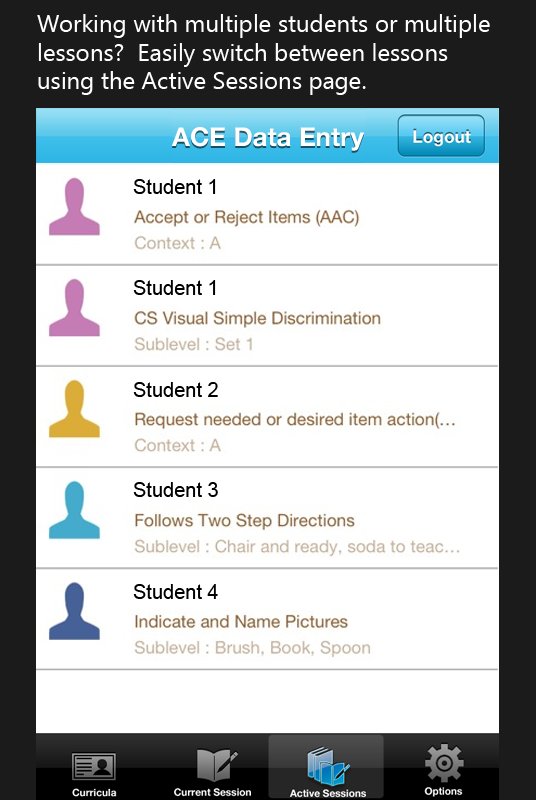 Working with multiple students or multiple
lessons?  Easily switch between lessons
using the Active Sessions page.
ACE Data Entry
Logout
Student 1
Accept or Reject Items (AAC)
Context : A
Student 1
CS Visual Simple Discrimination
Sublevel : Set 1
Student 2
Request needed or desired item action(...
Context : A
Student 3
Follows Two Step Directions
Sublevel : Chair and ready, soda to teac...
Student 4
Indicate and Name Pictures
Sublevel : Brush, Book, Spoon
Curricula
Current Session
Active Sessions
Options